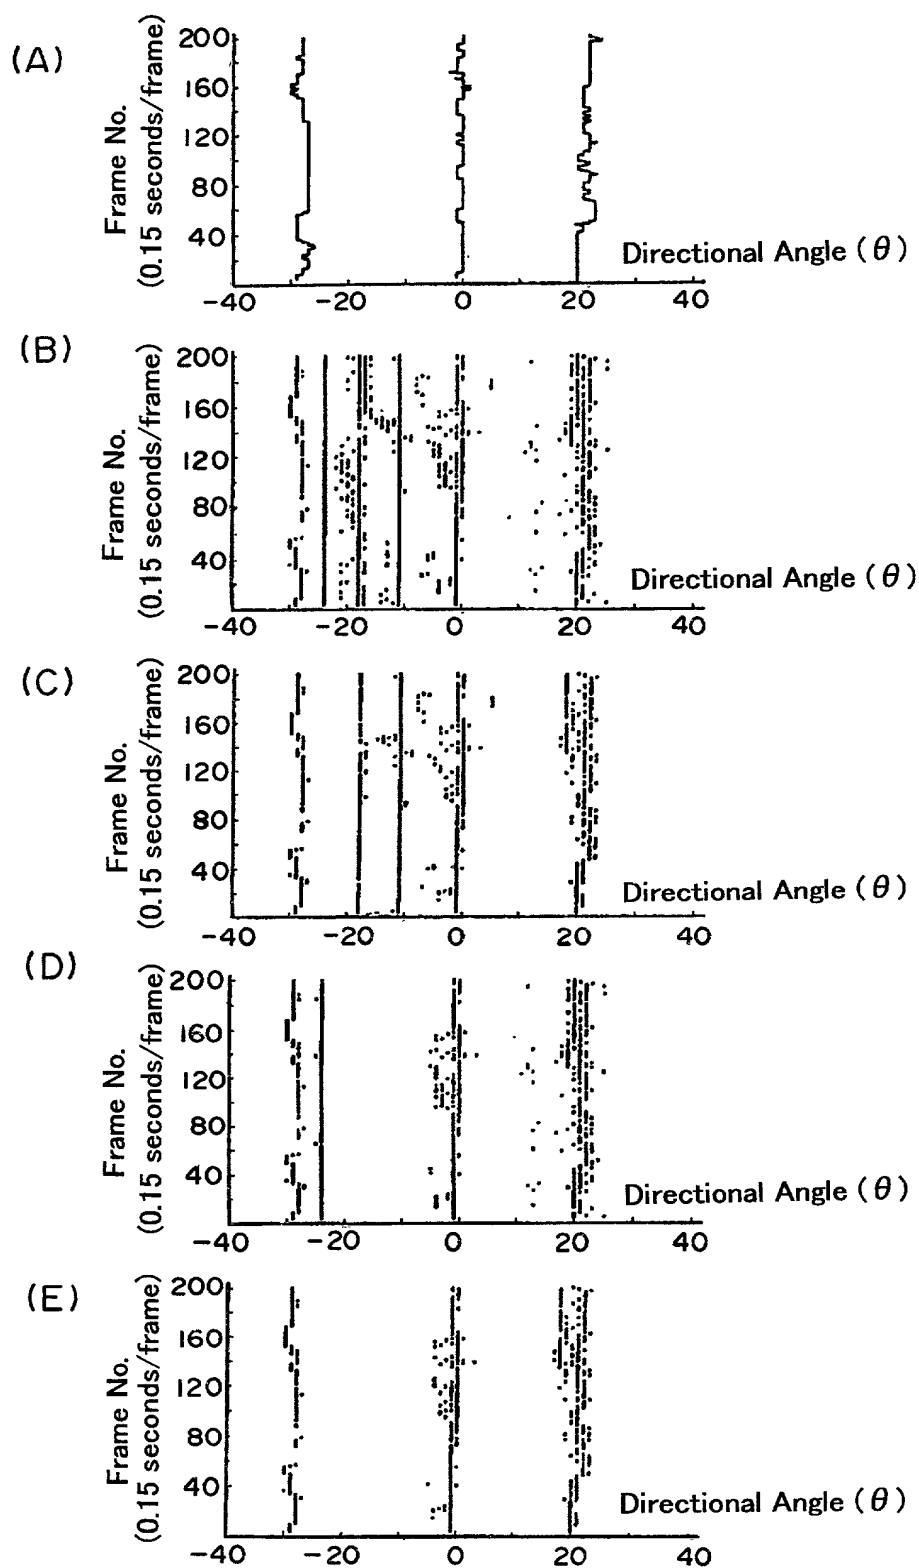 (A)
Frame No.
(0.15 seconds/frame)
200
160
120
80
40
Directional Angle (θ)
-40 -20 0 20 40
(B)
Frame No.
(0.15 seconds/frame)
200
160
120
80
40
Directional Angle (θ)
-40 -20 0 20 40
(C)
Frame No.
(0.15 seconds/frame)
200
160
120
80
40
Directional Angle (θ)
-40 -20 0 20 40
(D)
Frame No.
(0.15 seconds/frame)
200
160
120
80
40
Directional Angle (θ)
-40 -20 0 20 40
(E)
Frame No.
(0.15 seconds/frame)
200
160
120
80
40
Directional Angle (θ)
-40 -20 0 20 40